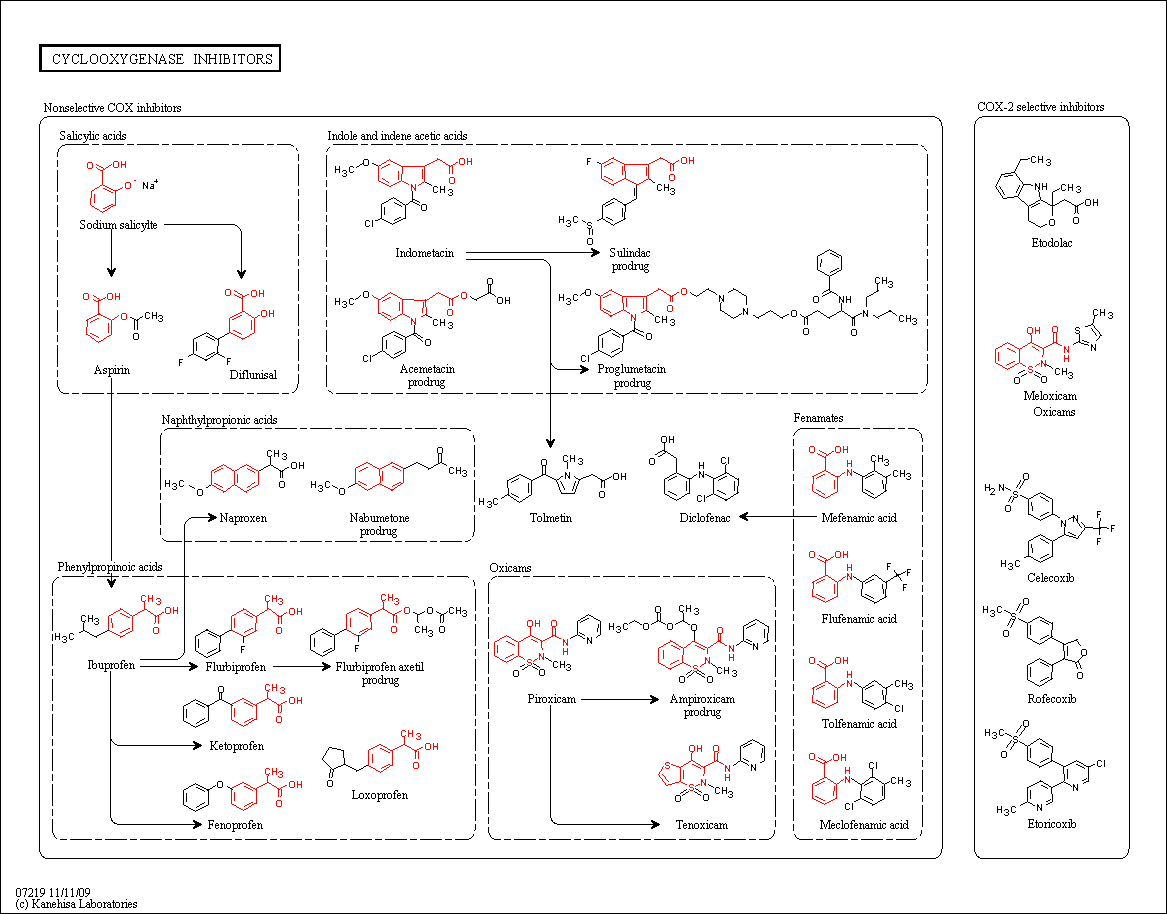 CYCLOOXYGENASE INHIBITORS
Nonselective COX inhibitors
COX-2 selective inhibitors
Salicylic acids
Sodium salicylte
Aspirin
Diflunisal
Indole and indene acetic acids
Indometacin
Sulindac
prodrug
Acemetacin
prodrug
Proglumetacin
prodrug
Naphthylpropionic acids
Naproxen
Nabumetone
prodrug
Tolmetin
Diclofenac
Fenamates
Mefenamic acid
Flufenamic acid
Tolfenamic acid
Meclofenamic acid
Phenylpropinoic acids
Ibuprofen
Flurbiprofen
Flurbiprofen axetil
prodrug
Ketoprofen
Loxoprofen
Fenoprofen
Oxicams
Piroxicam
Ampiroxicam
prodrug
Tenoxicam
Etodolac
Meloxicam
Oxicams
Celecoxib
Rofecoxib
Etoricoxib
07219 11/11/09
(c) Kanehisa Laboratories